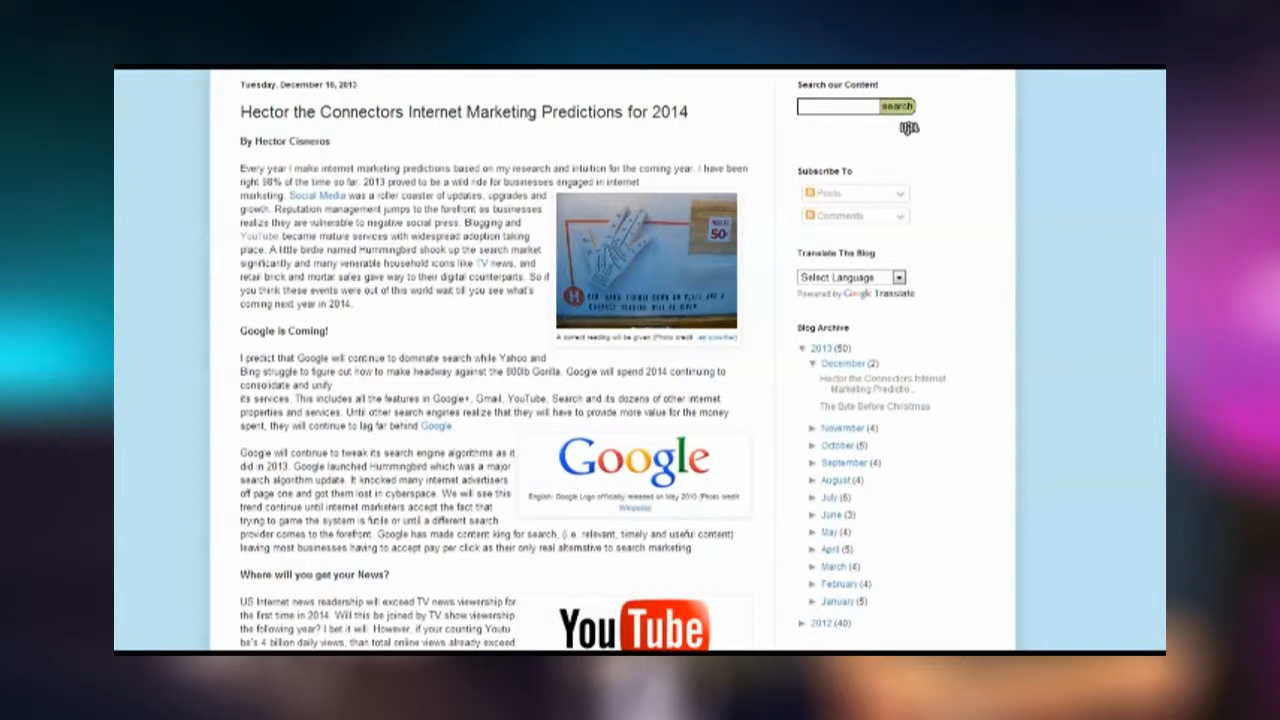 Tuesday, December 10, 2013
Hector the Connectors Internet Marketing Predictions for 2014
By Hector Cisneros
Every year I make internet marketing predictions based on my research and intuition for the coming year. I have been
right 98% of the time so far. 2013 proved to be a wild ride for businesses engaged in internet
marketing. Social Media was a roller coaster of updates, upgrades and
growth. Reputation management jumps to the forefront as businesses
realize they are vulnerable to negative social press. Blogging and
YouTube became mature services with widespread adoption taking
place. A little birdie named Hummingbird shook up the search market
significantly and many venerable household icons like TV news, and
retail brick and mortar sales gave way to their digital counterparts. So if
you think these events were out of this world wait till you see what's
coming next year in 2014.
50¢
A correct reading will be given (Photo credit:
Google is Coming!
I predict that Google will continue to dominate search while Yahoo and
Bing struggle to figure out how to make headway against the 800lb Gorilla. Google will spend 2014 continuing to
consolidate and unify
its services. This includes all the features in Google+, Gmail, YouTube, Search and its dozens of other internet
properties and services. Until other search engines realize that they will have to provide more value for the money
spent, they will continue to lag far behind Google.
Google will continue to tweak its search engine algorithms as it
did in 2013. Google launched Hummingbird which was a major
search algorithm update. It knocked many internet advertisers
off page one and got them lost in cyberspace. We will see this
trend continue until internet marketers accept the fact that
trying to game the system is futile or until a different search
provider comes to the forefront. Google has made content king for search, (i.e. relevant, timely and useful content)
leaving most businesses having to accept pay per click as their only real alternative to search marketing.
Google
English: Google Logo officially released on May 2010 (Photo credit:
Wikipedia)
Where will you get your News?
US Internet news readership will exceed TV news viewership for
the first time in 2014. Will this be joined by TV show viewership
the following year? I bet it will. However, if your counting Youtu
be's 4 billion daily views, than total online views already exceed
YouTube
Search our Content
search
Subscribe To
Posts
Comments
Translate The Blog
Select Language
Powered by Google Translate
Blog Archive
▼ 2013 (50)
▼ December (2)
Hector the Connectors Internet
Marketing Predictio...
The Byte Before Christmas
► November (4)
► October (5)
► September (4)
► August (4)
► July (6)
► June (3)
► May (4)
► April (5)
► March (4)
► February (4)
► January (5)
► 2012 (40)